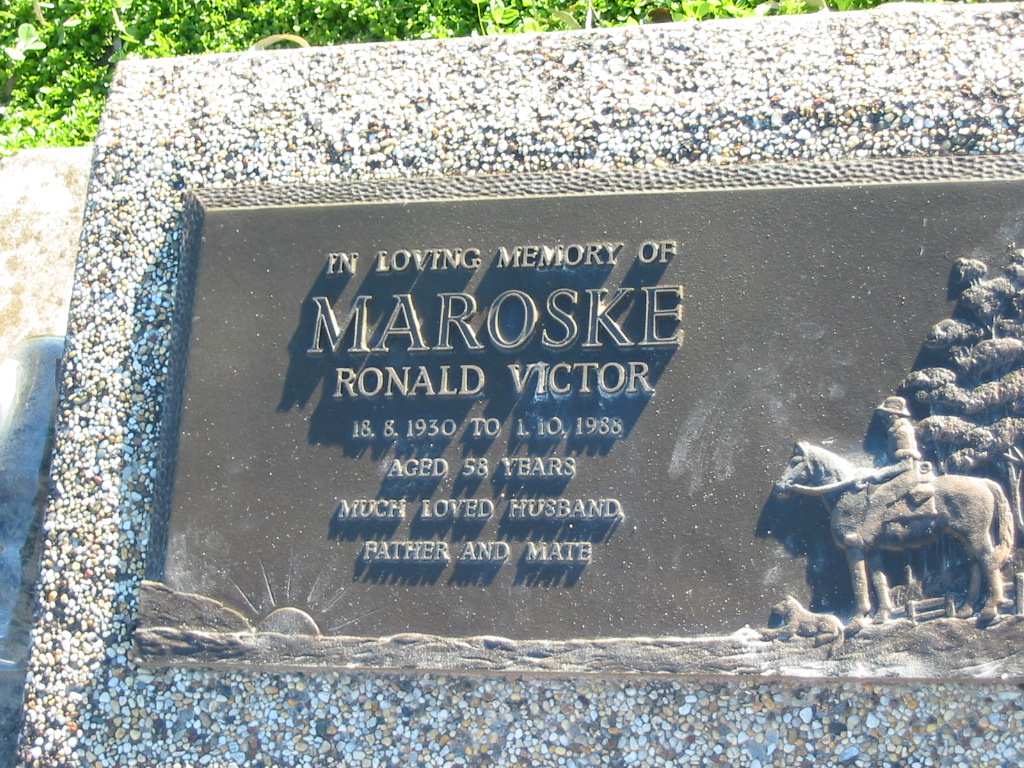 IN LOVING MEMORY OF
MAROSKE
RONALD VICTOR
18. 8. 1930 TO 1. 10. 1988
AGED 58 YEARS
MUCH LOVED HUSBAND,
FATHER AND MATE